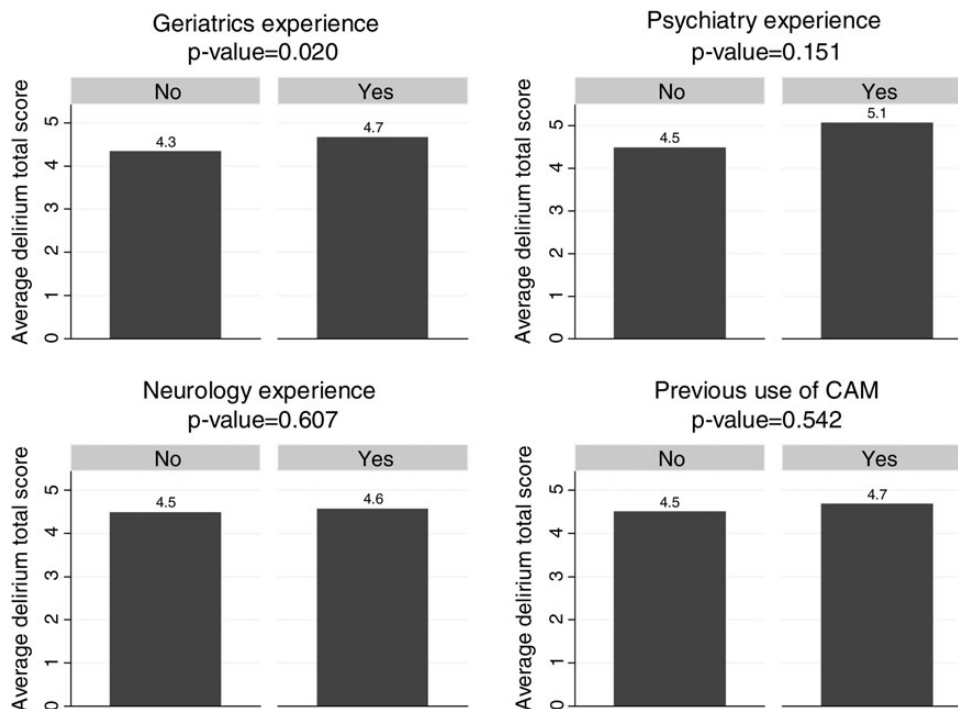 Geriatrics experience
p-value=0.020
No
Yes
Average delirium total score
5
4
3
2
1
0
4.3
4.7
Psychiatry experience
p-value=0.151
No
Yes
Average delirium total score
5
4
3
2
1
0
4.5
5.1
Neurology experience
p-value=0.607
No
Yes
Average delirium total score
5
4
3
2
1
0
4.5
4.6
Previous use of CAM
p-value=0.542
No
Yes
Average delirium total score
5
4
3
2
1
0
4.5
4.7